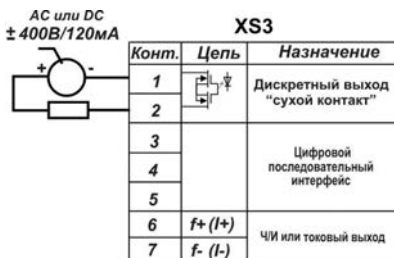 AC или DC
± 400В/120мА
XS3
Конт. Цепь Назначение
+ -
1
2
Дискретный выход
"сухой контакт"
3
4
5
Цифровой
последовательный
интерфейс
6 f+ (I+)
7 f- (I-)
Ч/И или токовый выход